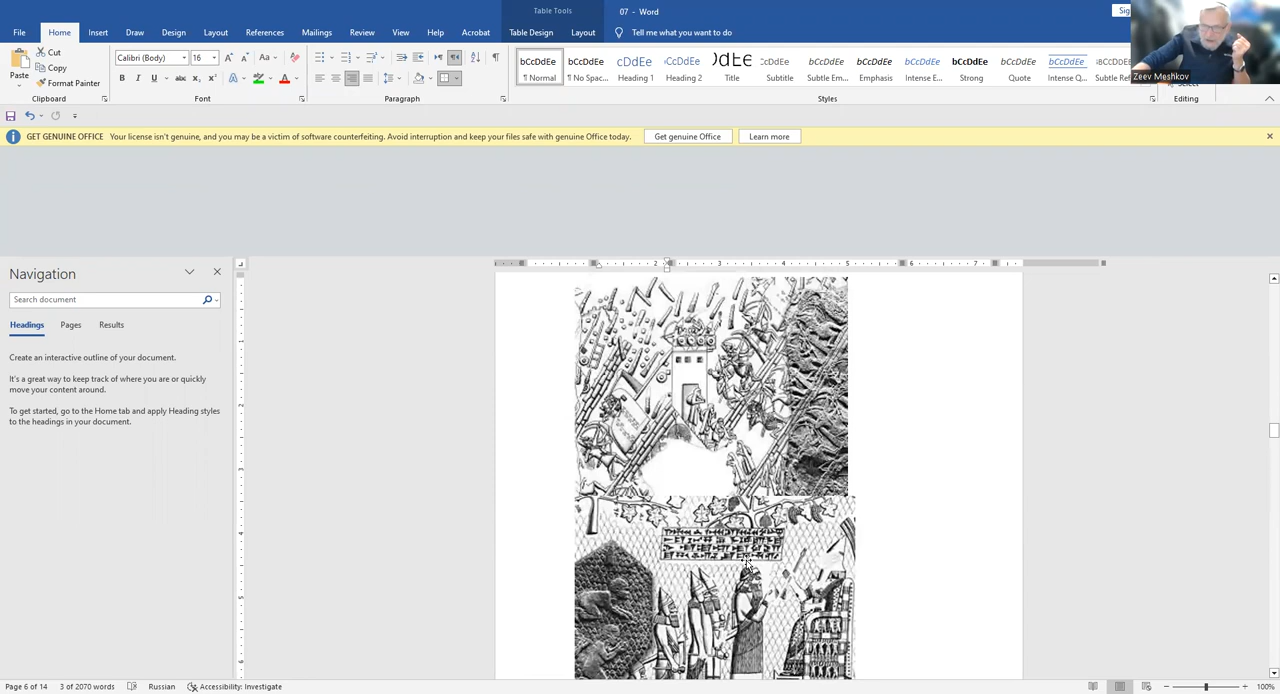 Table Tools
07 - Word
Sig
File
Home
Insert
Draw
Design
Layout
References
Mailings
Review
View
Help
Acrobat
Table Design
Layout
Tell me what you want to do
Paste
Cut
Copy
Format Painter
Calibri (Body)
16
Clipboard
Font
Paragraph
Styles
Editing
¶ Normal
¶ No Spac...
Heading 1
Heading 2
Title
Subtitle
Subtle Em...
Emphasis
Intense E...
Strong
Quote
Intense Q...
Subtle Ref
Zeev Meshkov
GET GENUINE OFFICE Your license isn't genuine, and you may be a victim of software counterfeiting. Avoid interruption and keep your files safe with genuine Office today.
Get genuine Office
Learn more
Navigation
Search document
Headings
Pages
Results
Create an interactive outline of your document.
It's a great way to keep track of where you are or quickly
move your content around.
To get started, go to the Home tab and apply Heading styles
to the headings in your document.
Page 6 of 14
3 of 2070 words
Russian
Accessibility: Investigate
100%